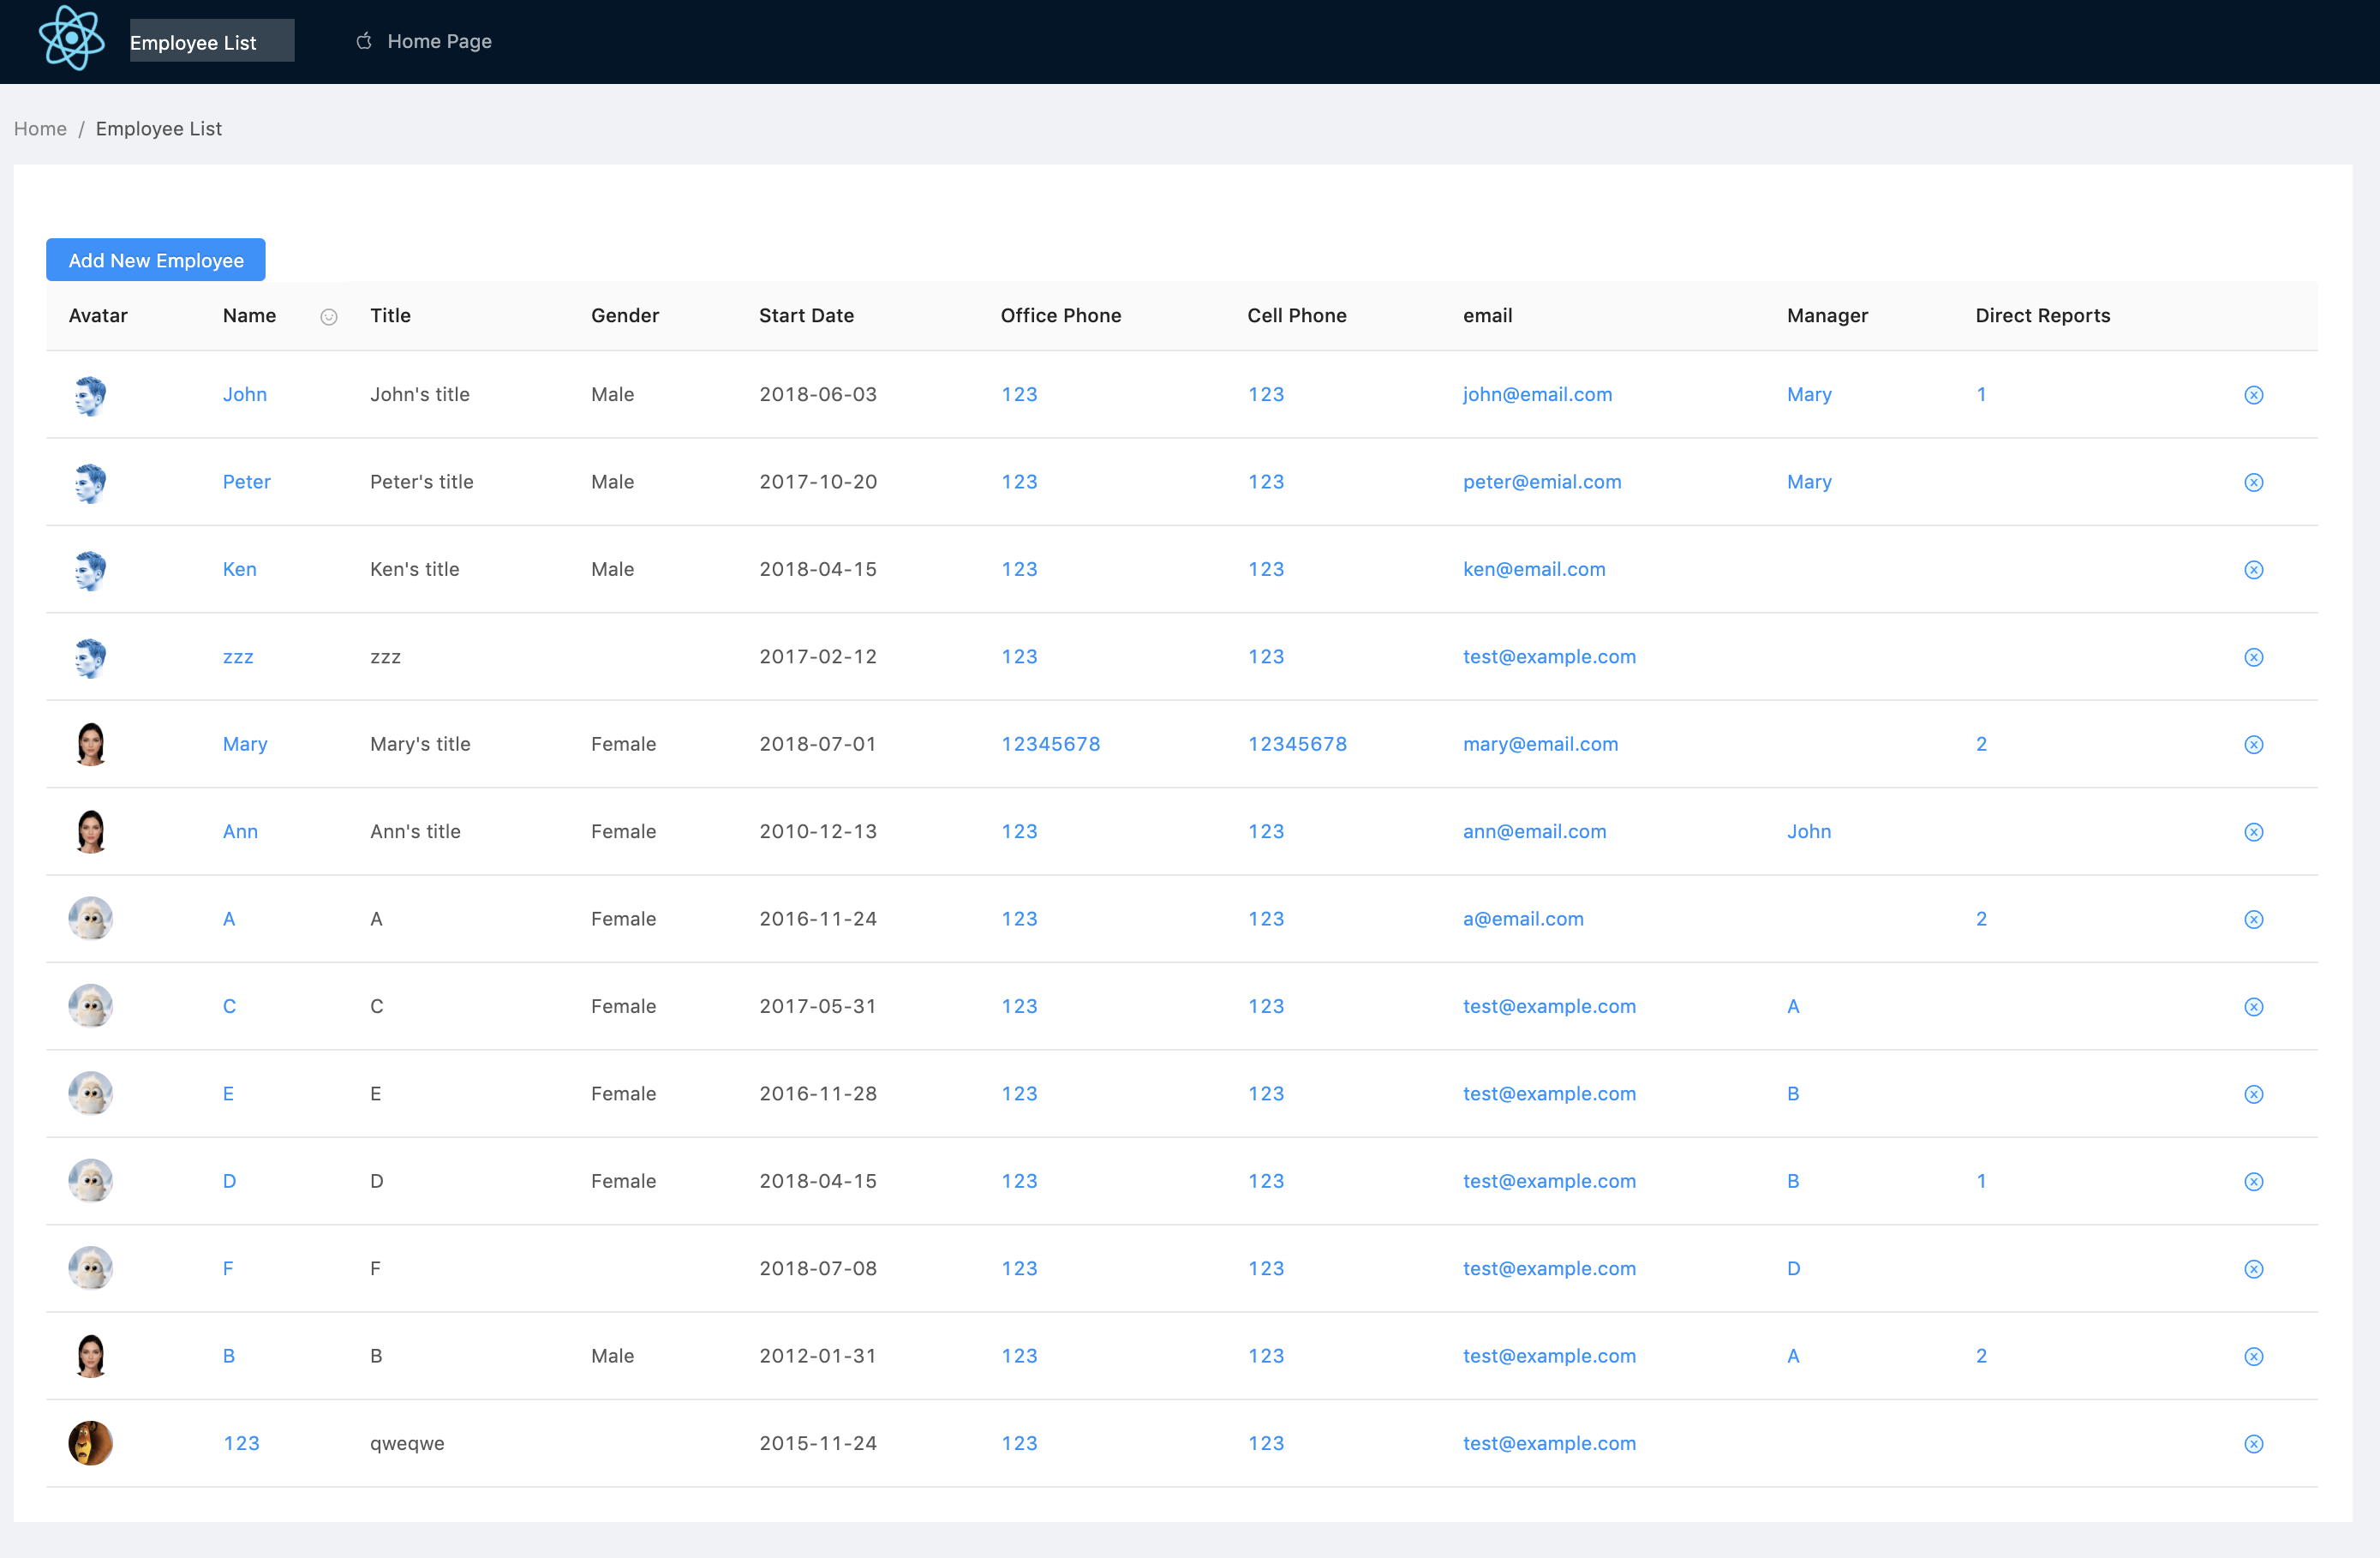 Employee List Home Page
Home / Employee List
Add New Employee
Avatar Name Title Gender Start Date Office Phone Cell Phone email Manager Direct Reports
John John's title Male 2018-06-03 123 123 john@email.com Mary 1
Peter Peter's title Male 2017-10-20 123 123 peter@emial.com Mary
Ken Ken's title Male 2018-04-15 123 123 ken@email.com
zzz zzz 2017-02-12 123 123 test@example.com
Mary Mary's title Female 2018-07-01 12345678 12345678 mary@email.com 2
Ann Ann's title Female 2010-12-13 123 123 ann@email.com John
A A Female 2016-11-24 123 123 a@email.com 2
C C Female 2017-05-31 123 123 test@example.com A
E E Female 2016-11-28 123 123 test@example.com B
D D Female 2018-04-15 123 123 test@example.com B 1
F F 2018-07-08 123 123 test@example.com D
B B Male 2012-01-31 123 123 test@example.com A 2
123 qweqwe 2015-11-24 123 123 test@example.com